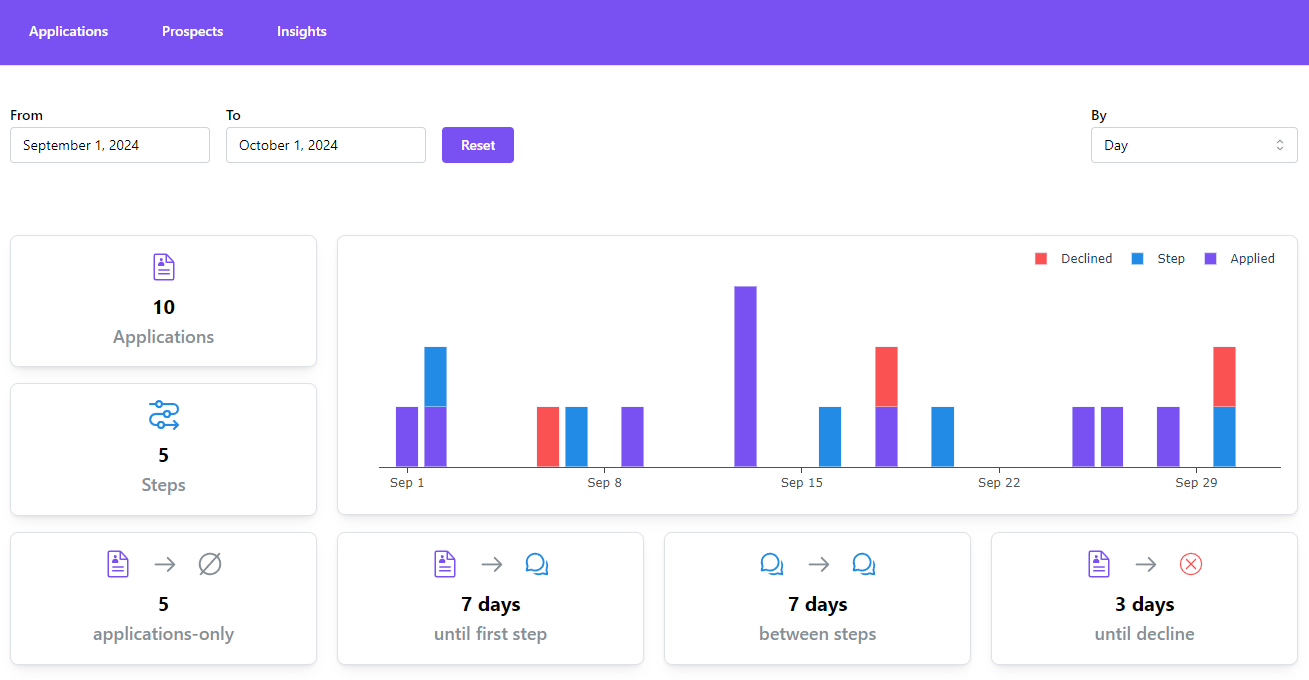 Applications Prospects Insights
From To By
September 1, 2024 October 1, 2024 Reset Day
Declined Step Applied
10
Applications
5
Steps
Sep 1 Sep 8 Sep 15 Sep 22 Sep 29
5
applications-only
7 days
until first step
7 days
between steps
3 days
until decline